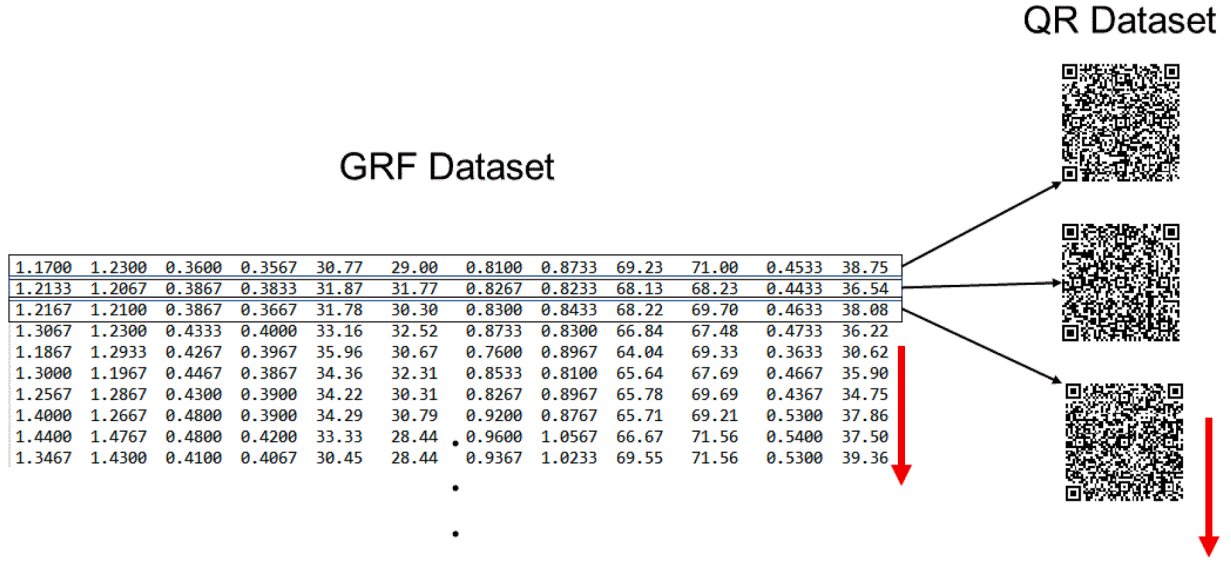 QR Dataset
GRF Dataset
1.1700 1.2300 0.3600 0.3567 30.77 29.00 0.8100 0.8733 69.23 71.00 0.4533 38.75
1.2133 1.2067 0.3867 0.3833 31.87 31.77 0.8267 0.8233 68.13 68.23 0.4433 36.54
1.2167 1.2100 0.3867 0.3667 31.78 30.30 0.8300 0.8433 68.22 69.70 0.4633 38.08
1.3067 1.2300 0.4333 0.4000 33.16 32.52 0.8733 0.8300 66.84 67.48 0.4733 36.22
1.1867 1.2933 0.4267 0.3967 35.96 30.67 0.7600 0.8967 64.04 69.33 0.3633 30.62
1.3000 1.1967 0.4467 0.3867 34.36 32.31 0.8533 0.8100 65.64 67.69 0.4667 35.90
1.2567 1.2867 0.4300 0.3900 34.22 30.31 0.8267 0.8967 65.78 69.69 0.4367 34.75
1.4000 1.2667 0.4800 0.3900 34.29 30.79 0.9200 0.8767 65.71 69.21 0.5300 37.86
1.4400 1.4767 0.4800 0.4200 33.33 28.44 0.9600 1.0567 66.67 71.56 0.5400 37.50
1.3467 1.4300 0.4100 0.4067 30.45 28.44 0.9367 1.0233 69.55 71.56 0.5300 39.36